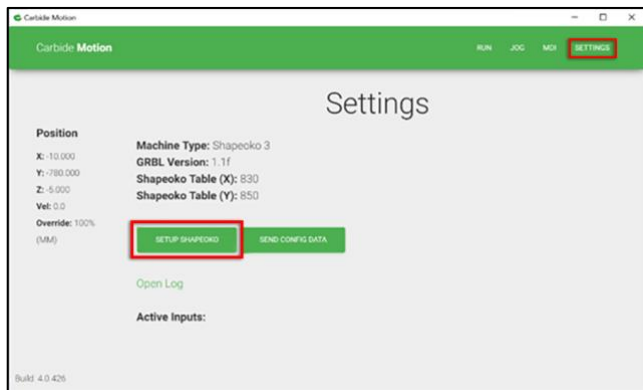 Carbide Motion
Carbide Motion
RUN JOG MDI SETTINGS
Settings
Position
X: -10.000
Y: -780.000
Z: -5.000
Vel: 0.0
Override: 100%
(MM)
Machine Type: Shapeoko 3
GRBL Version: 1.1f
Shapeoko Table (X): 830
Shapeoko Table (Y): 850
SETUP SHAPEOKO SEND CONFIG DATA
Open Log
Active Inputs:
Build 4.0.426